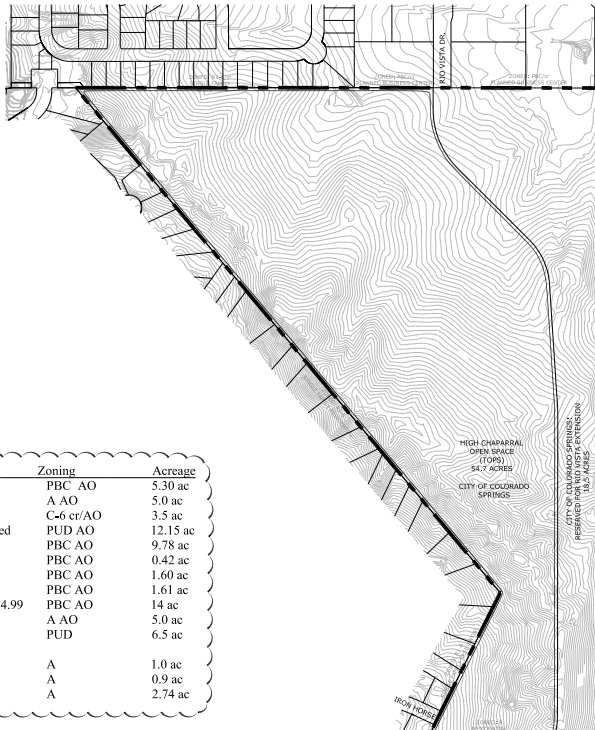 RIO VISTA DR.
ZONED: PBC/cr
PLANNED BUSINESS CENTER
ZONED: PBC/cr
PLANNED BUSINESS CENTER
HIGH CHAPARRAL
OPEN SPACE
(TOPS)
54.7 ACRES
CITY OF COLORADO
SPRINGS
CITY OF COLORADO SPRINGS:
RESERVED FOR RIO VISTA EXTENSION
18.5 ACRES
Zoning Acreage
PBC AO 5.30 ac
A AO 5.0 ac
C-6 cr/AO 3.5 ac
ed PUD AO 12.15 ac
PBC AO 9.78 ac
PBC AO 0.42 ac
PBC AO 1.60 ac
PBC AO 1.61 ac
4.99 PBC AO 14 ac
A AO 5.0 ac
PUD 6.5 ac
A 1.0 ac
A 0.9 ac
A 2.74 ac
IRON HORSE